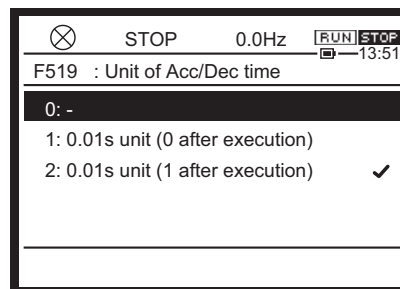 STOP 0.0Hz RUN STOP
13:51
F519 : Unit of Acc/Dec time
0: -
1: 0.01s unit (0 after execution)
2: 0.01s unit (1 after execution)